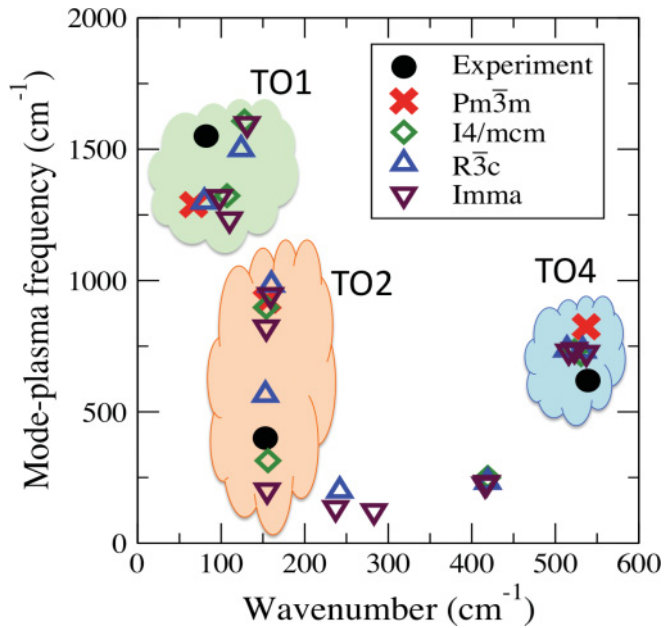 2000
1500
1000
500
0
Mode-plasma frequency (cm⁻¹)
TO1
TO2
TO4
Experiment
Pm3̅m
I4/mcm
R3̅c
Imma
0 100 200 300 400 500 600
Wavenumber (cm⁻¹)